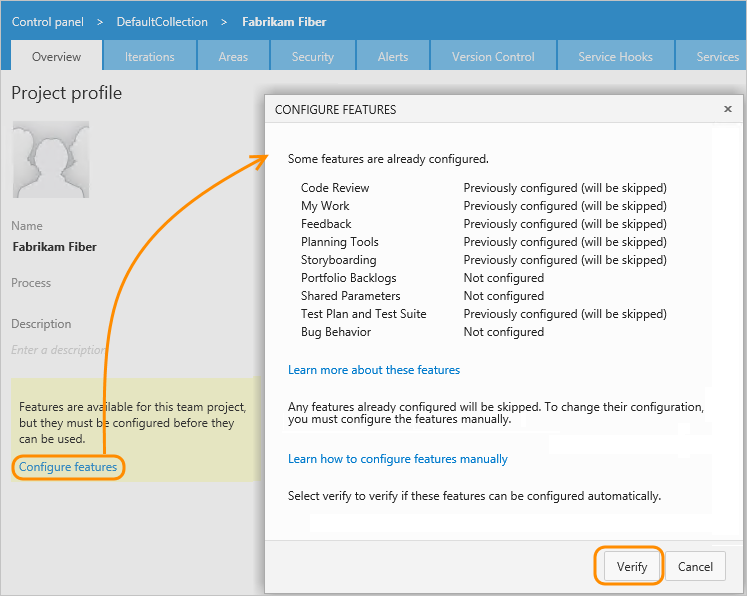 Control panel > DefaultCollection > Fabrikam Fiber
Overview Iterations Areas Security Alerts Version Control Service Hooks Services
Project profile
Name
Fabrikam Fiber
Process
Description
Enter a description
Features are available for this team project,
but they must be configured before they
can be used.
Configure features
CONFIGURE FEATURES ×
Some features are already configured.
Code Review Previously configured (will be skipped)
My Work Previously configured (will be skipped)
Feedback Previously configured (will be skipped)
Planning Tools Previously configured (will be skipped)
Storyboarding Previously configured (will be skipped)
Portfolio Backlogs Not configured
Shared Parameters Not configured
Test Plan and Test Suite Previously configured (will be skipped)
Bug Behavior Not configured
Learn more about these features
Any features already configured will be skipped. To change their configuration,
you must configure the features manually.
Learn how to configure features manually
Select verify to verify if these features can be configured automatically.
Verify Cancel